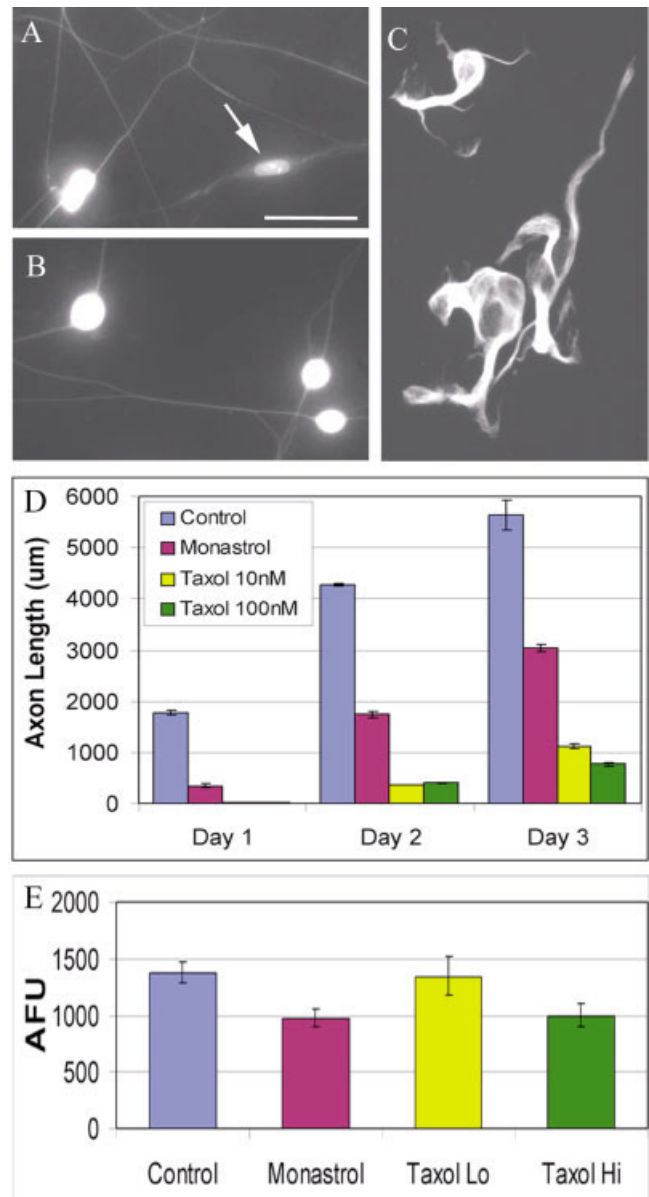 A
C
B
D
6000
5000
4000
3000
2000
1000
0
Axon Length (um)
Control
Monastrol
Taxol 10nM
Taxol 100nM
Day 1 Day 2 Day 3
E
2000
1500
1000
500
0
AFU
Control Monastrol Taxol Lo Taxol Hi